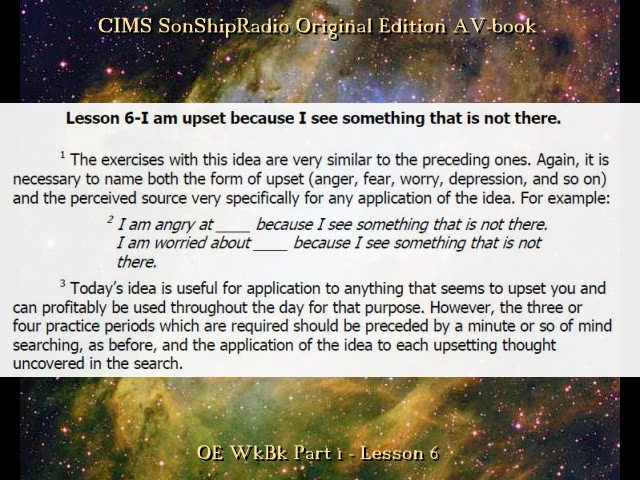 CIMS SonShipRadio Original Edition AV-book
Lesson 6-I am upset because I see something that is not there.
1 The exercises with this idea are very similar to the preceding ones. Again, it is
necessary to name both the form of upset (anger, fear, worry, depression, and so on)
and the perceived source very specifically for any application of the idea. For example:
2 I am angry at ____ because I see something that is not there.
I am worried about ____ because I see something that is not
there.
3 Today's idea is useful for application to anything that seems to upset you and
can profitably be used throughout the day for that purpose. However, the three or
four practice periods which are required should be preceded by a minute or so of mind
searching, as before, and the application of the idea to each upsetting thought
uncovered in the search.
OE WkBk Part 1 - Lesson 6